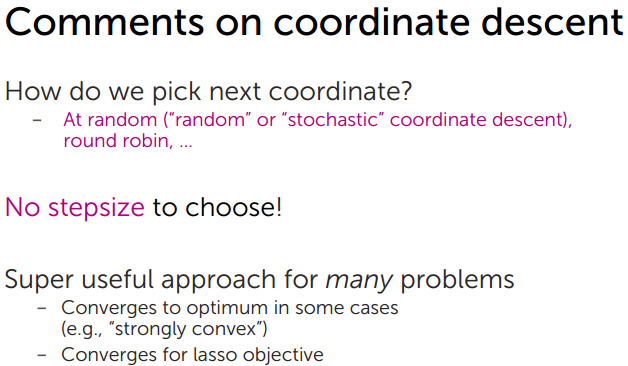 Comments on coordinate descent
How do we pick next coordinate?
– At random (“random” or “stochastic” coordinate descent),
round robin, …
No stepsize to choose!
Super useful approach for many problems
– Converges to optimum in some cases
(e.g., “strongly convex”)
– Converges for lasso objective